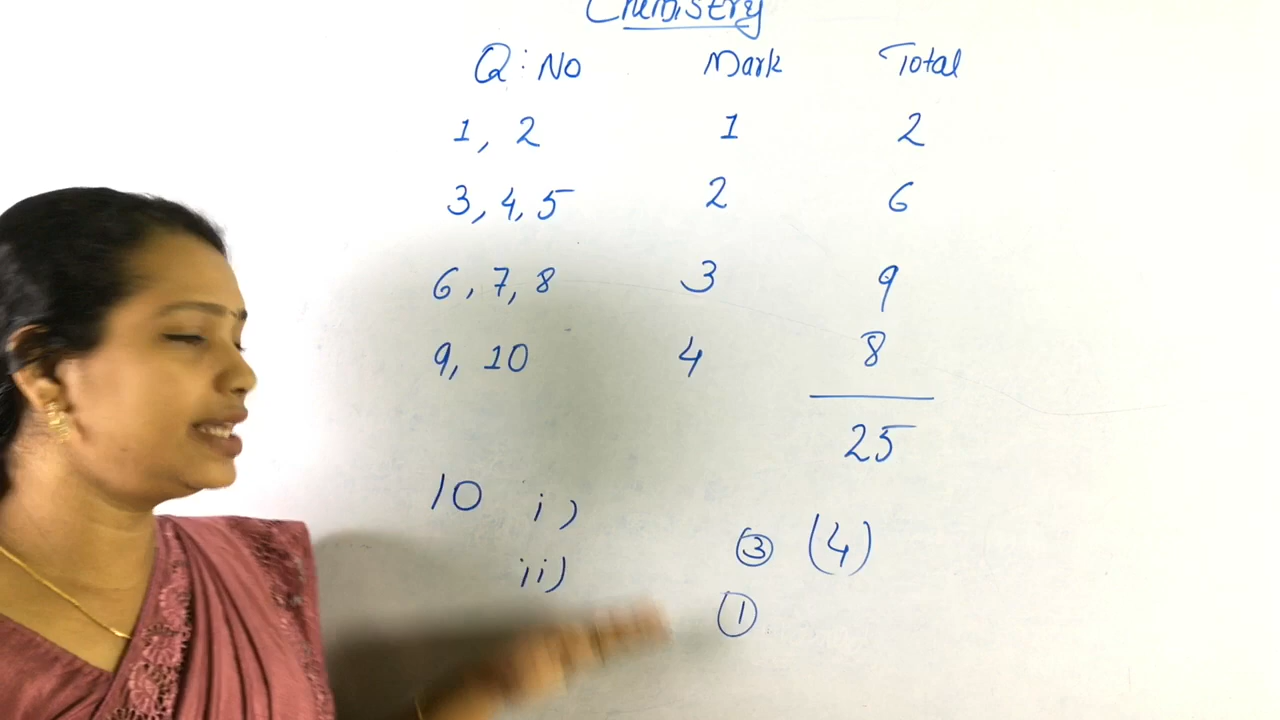 Chemistry
Q: No Mark Total
1, 2 1 2
3, 4, 5 2 6
6, 7, 8 3 9
9, 10 4 8
25
10 i)
③ (4)
ii)
①